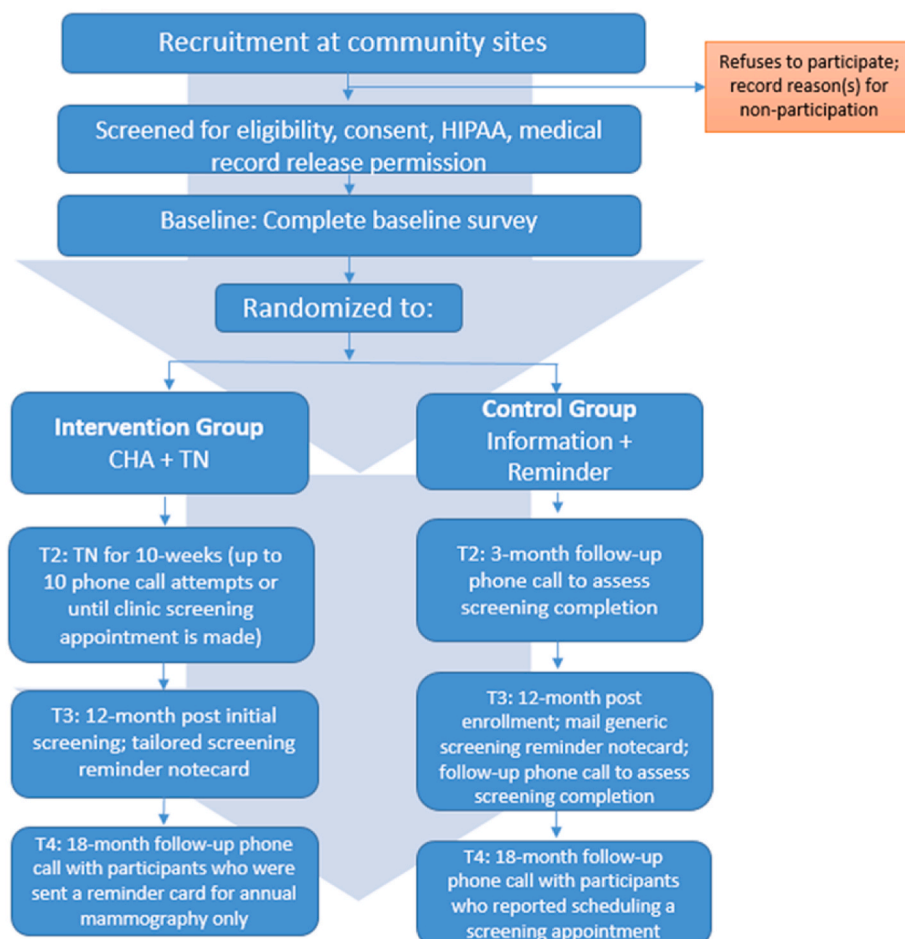 Recruitment at community sites
Refuses to participate;
record reason(s) for
non-participation
Screened for eligibility, consent, HIPAA, medical
record release permission
Baseline: Complete baseline survey
Randomized to:
Intervention Group
CHA + TN
Control Group
Information +
Reminder
T2: TN for 10-weeks (up to
10 phone call attempts or
until clinic screening
appointment is made)
T2: 3-month follow-up
phone call to assess
screening completion
T3: 12-month post initial
screening; tailored screening
reminder notecard
T3: 12-month post
enrollment; mail generic
screening reminder notecard;
follow-up phone call to assess
screening completion
T4: 18-month follow-up phone
call with participants who were
sent a reminder card for annual
mammography only
T4: 18-month follow-up
phone call with participants
who reported scheduling a
screening appointment